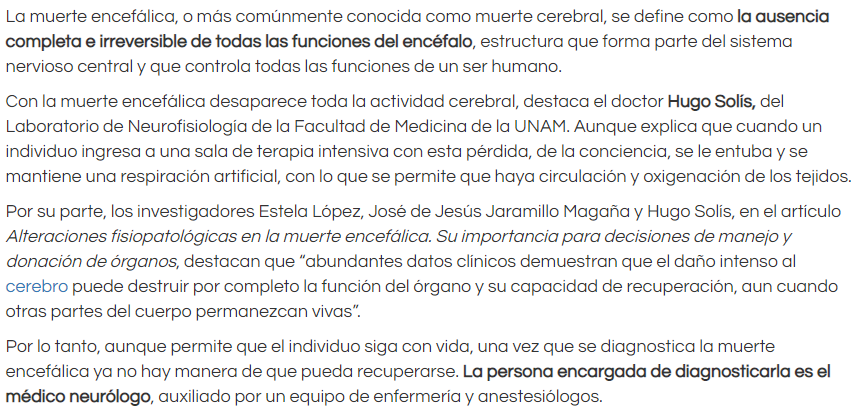 La muerte encefálica, o más comúnmente conocida como muerte cerebral, se define como la ausencia
completa e irreversible de todas las funciones del encéfalo, estructura que forma parte del sistema
nervioso central y que controla todas las funciones de un ser humano.
Con la muerte encefálica desaparece toda la actividad cerebral, destaca el doctor Hugo Solís, del
Laboratorio de Neurofisiología de la Facultad de Medicina de la UNAM. Aunque explica que cuando un
individuo ingresa a una sala de terapia intensiva con esta pérdida, de la conciencia, se le entuba y se
mantiene una respiración artificial, con lo que se permite que haya circulación y oxigenación de los tejidos.
Por su parte, los investigadores Estela López, José de Jesús Jaramillo Magaña y Hugo Solís, en el artículo
Alteraciones fisiopatológicas en la muerte encefálica. Su importancia para decisiones de manejo y
donación de órganos, destacan que “abundantes datos clínicos demuestran que el daño intenso al
cerebro puede destruir por completo la función del órgano y su capacidad de recuperación, aun cuando
otras partes del cuerpo permanezcan vivas”.
Por lo tanto, aunque permite que el individuo siga con vida, una vez que se diagnostica la muerte
encefálica ya no hay manera de que pueda recuperarse. La persona encargada de diagnosticarla es el
médico neurólogo, auxiliado por un equipo de enfermería y anestesiólogos.